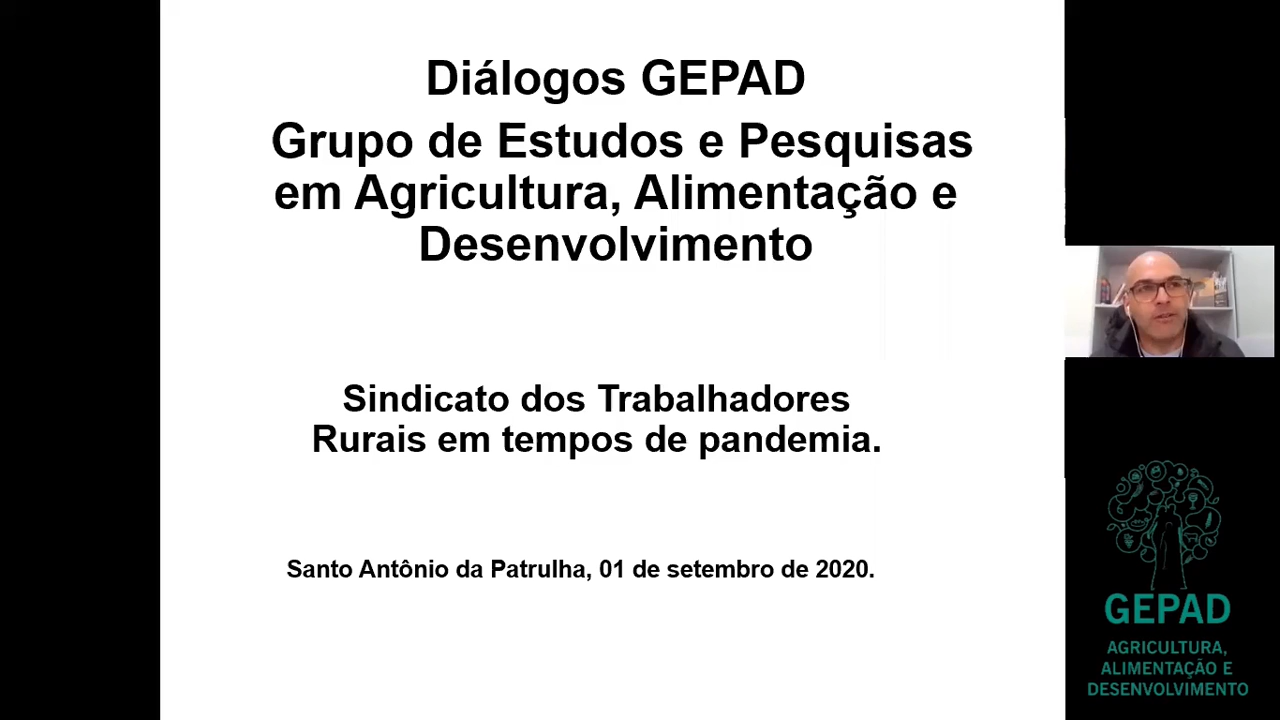 Diálogos GEPAD
Grupo de Estudos e Pesquisas
em Agricultura, Alimentação e
Desenvolvimento
Sindicato dos Trabalhadores
Rurais em tempos de pandemia.
Santo Antônio da Patrulha, 01 de setembro de 2020.
GEPAD
AGRICULTURA,
ALIMENTAÇÃO E
DESENVOLVIMENTO